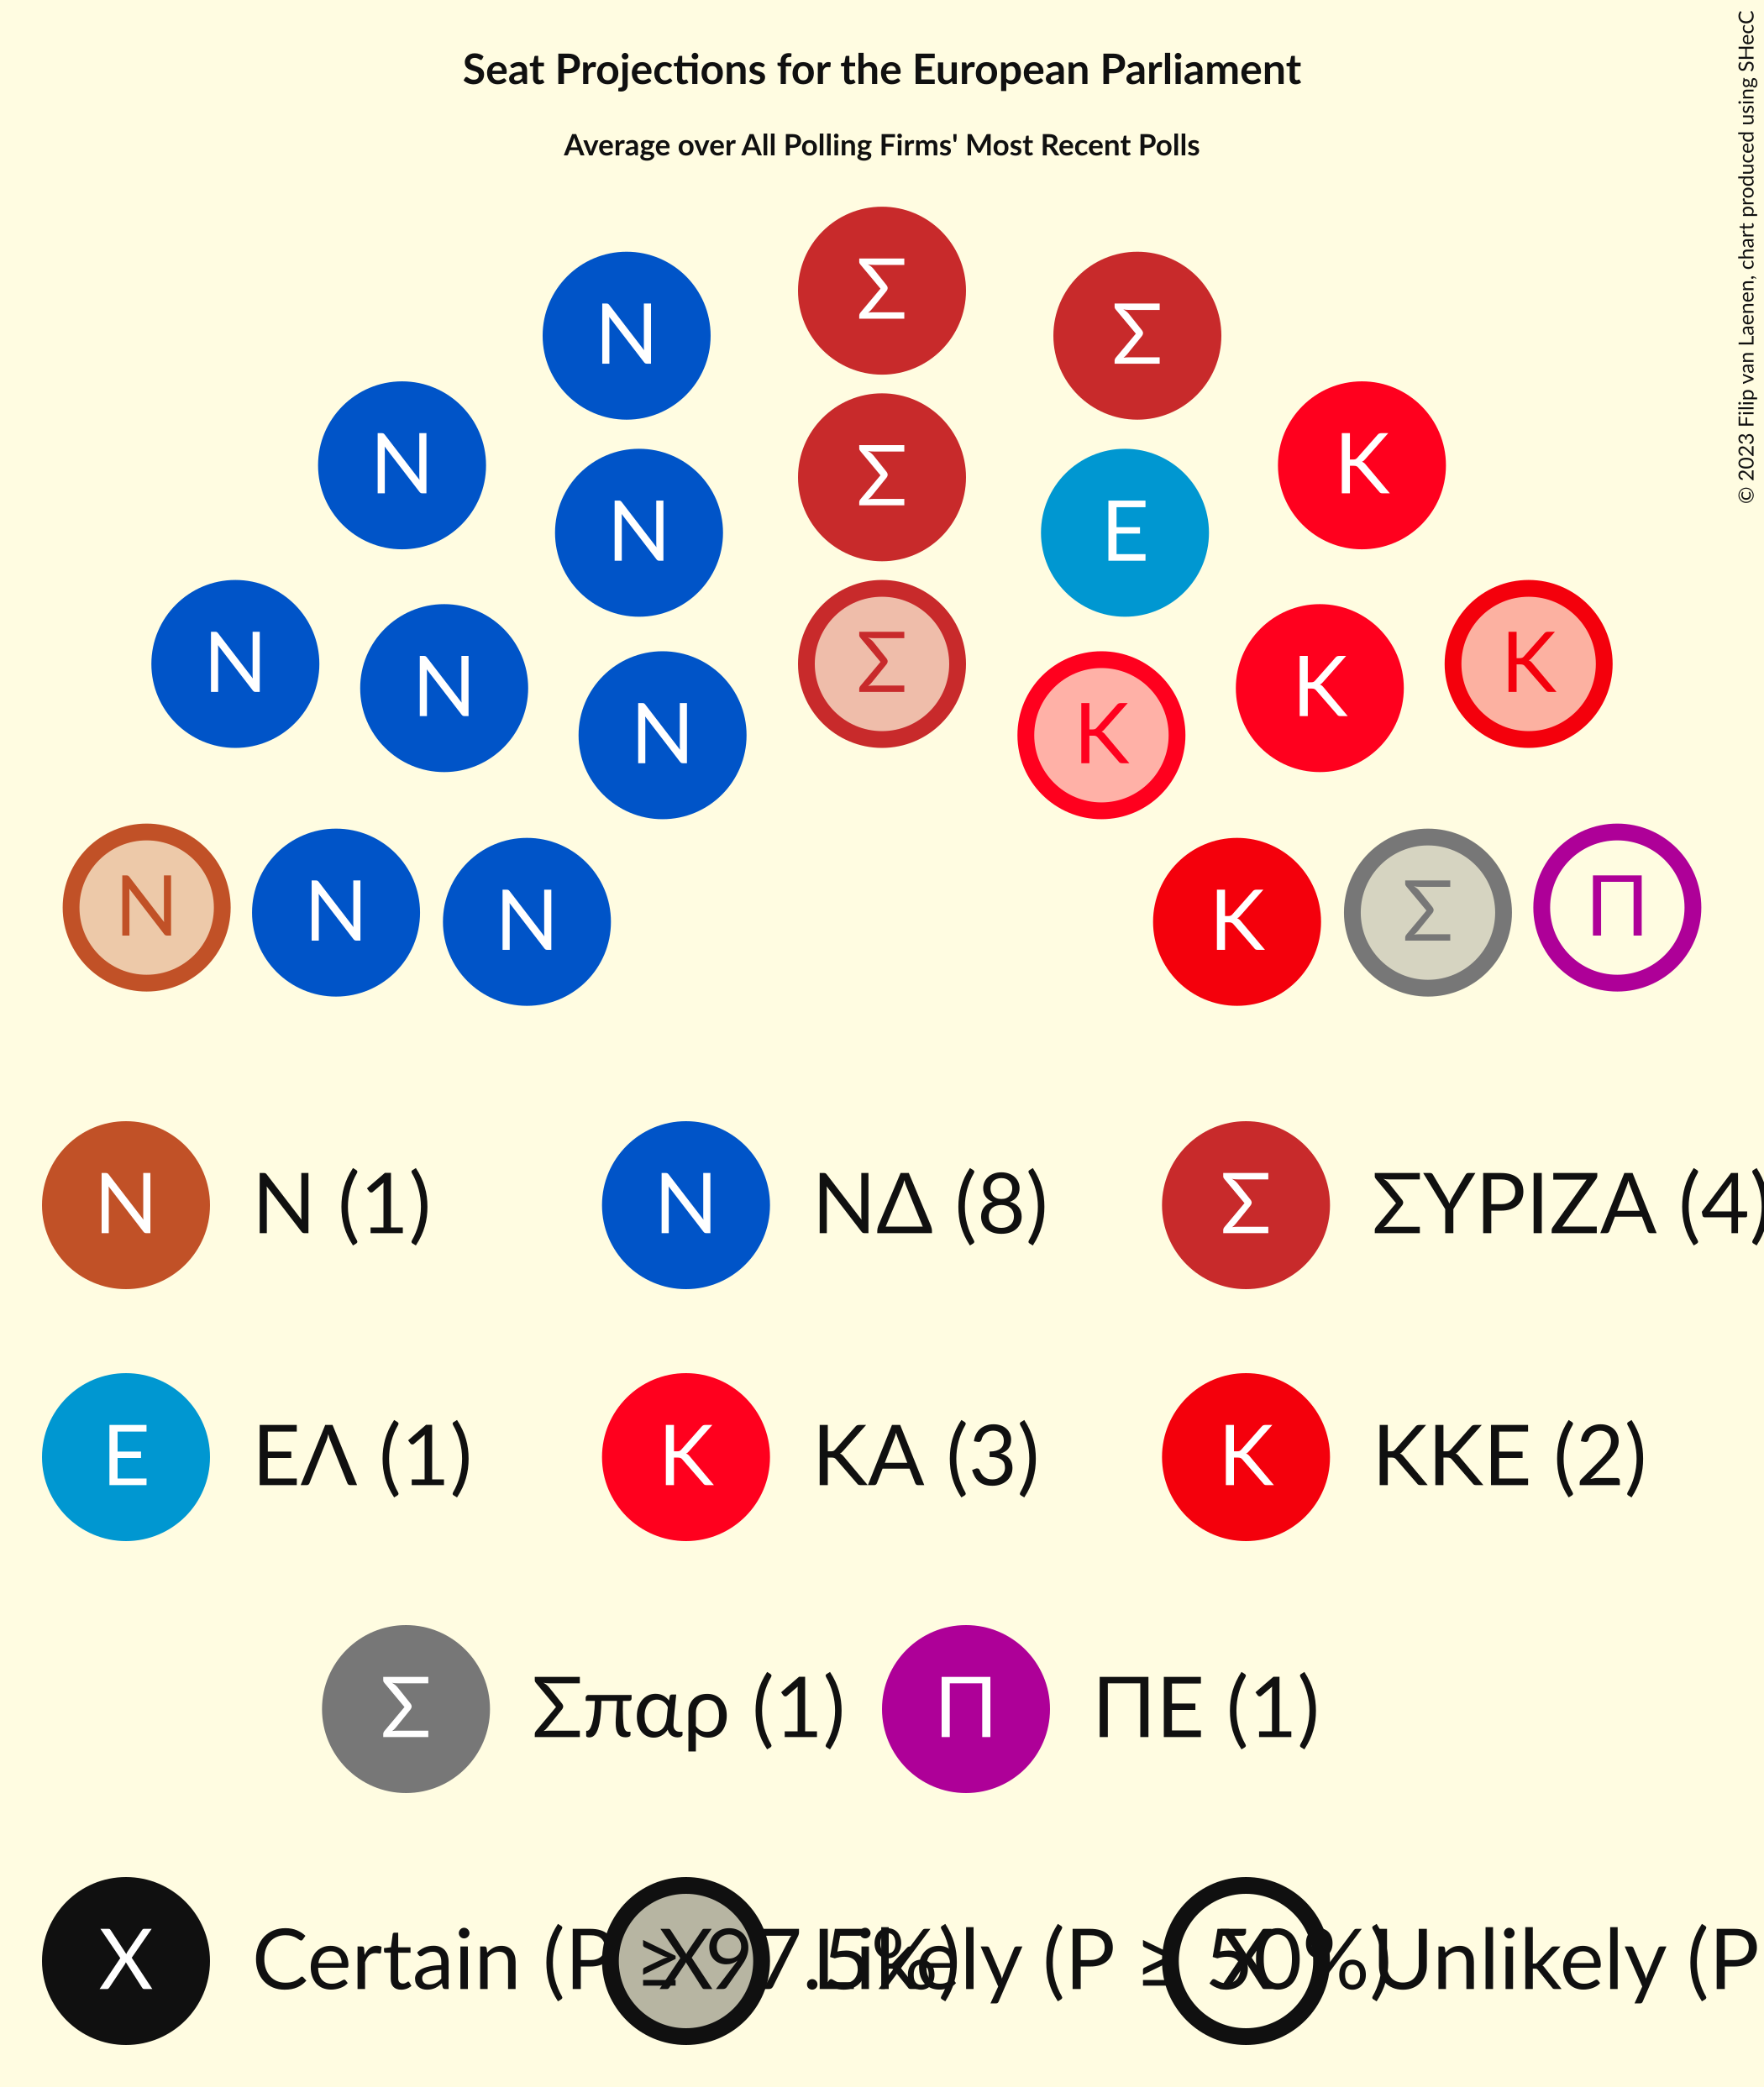 Seat Projections for the European Parliament
Average over All Polling Firms' Most Recent Polls
© 2023 Filip van Laenen, chart produced using SHecC
Σ
Ν Σ
Ν Σ Κ
Ν Ε
Ν Σ Κ
Ν Κ
Ν Κ
Ν Ν Ν Κ Σ Π
Ν Ν (1) Ν ΝΔ (8) Σ ΣΥΡΙΖΑ (4)
Ε ΕΛ (1) Κ ΚΑ (3) Κ ΚΚΕ (2)
Σ Σπαρ (1) Π ΠΕ (1)
X Certain (P ≥ 97.5%) X Likely (P ≥ 50%) X Unlikely (P